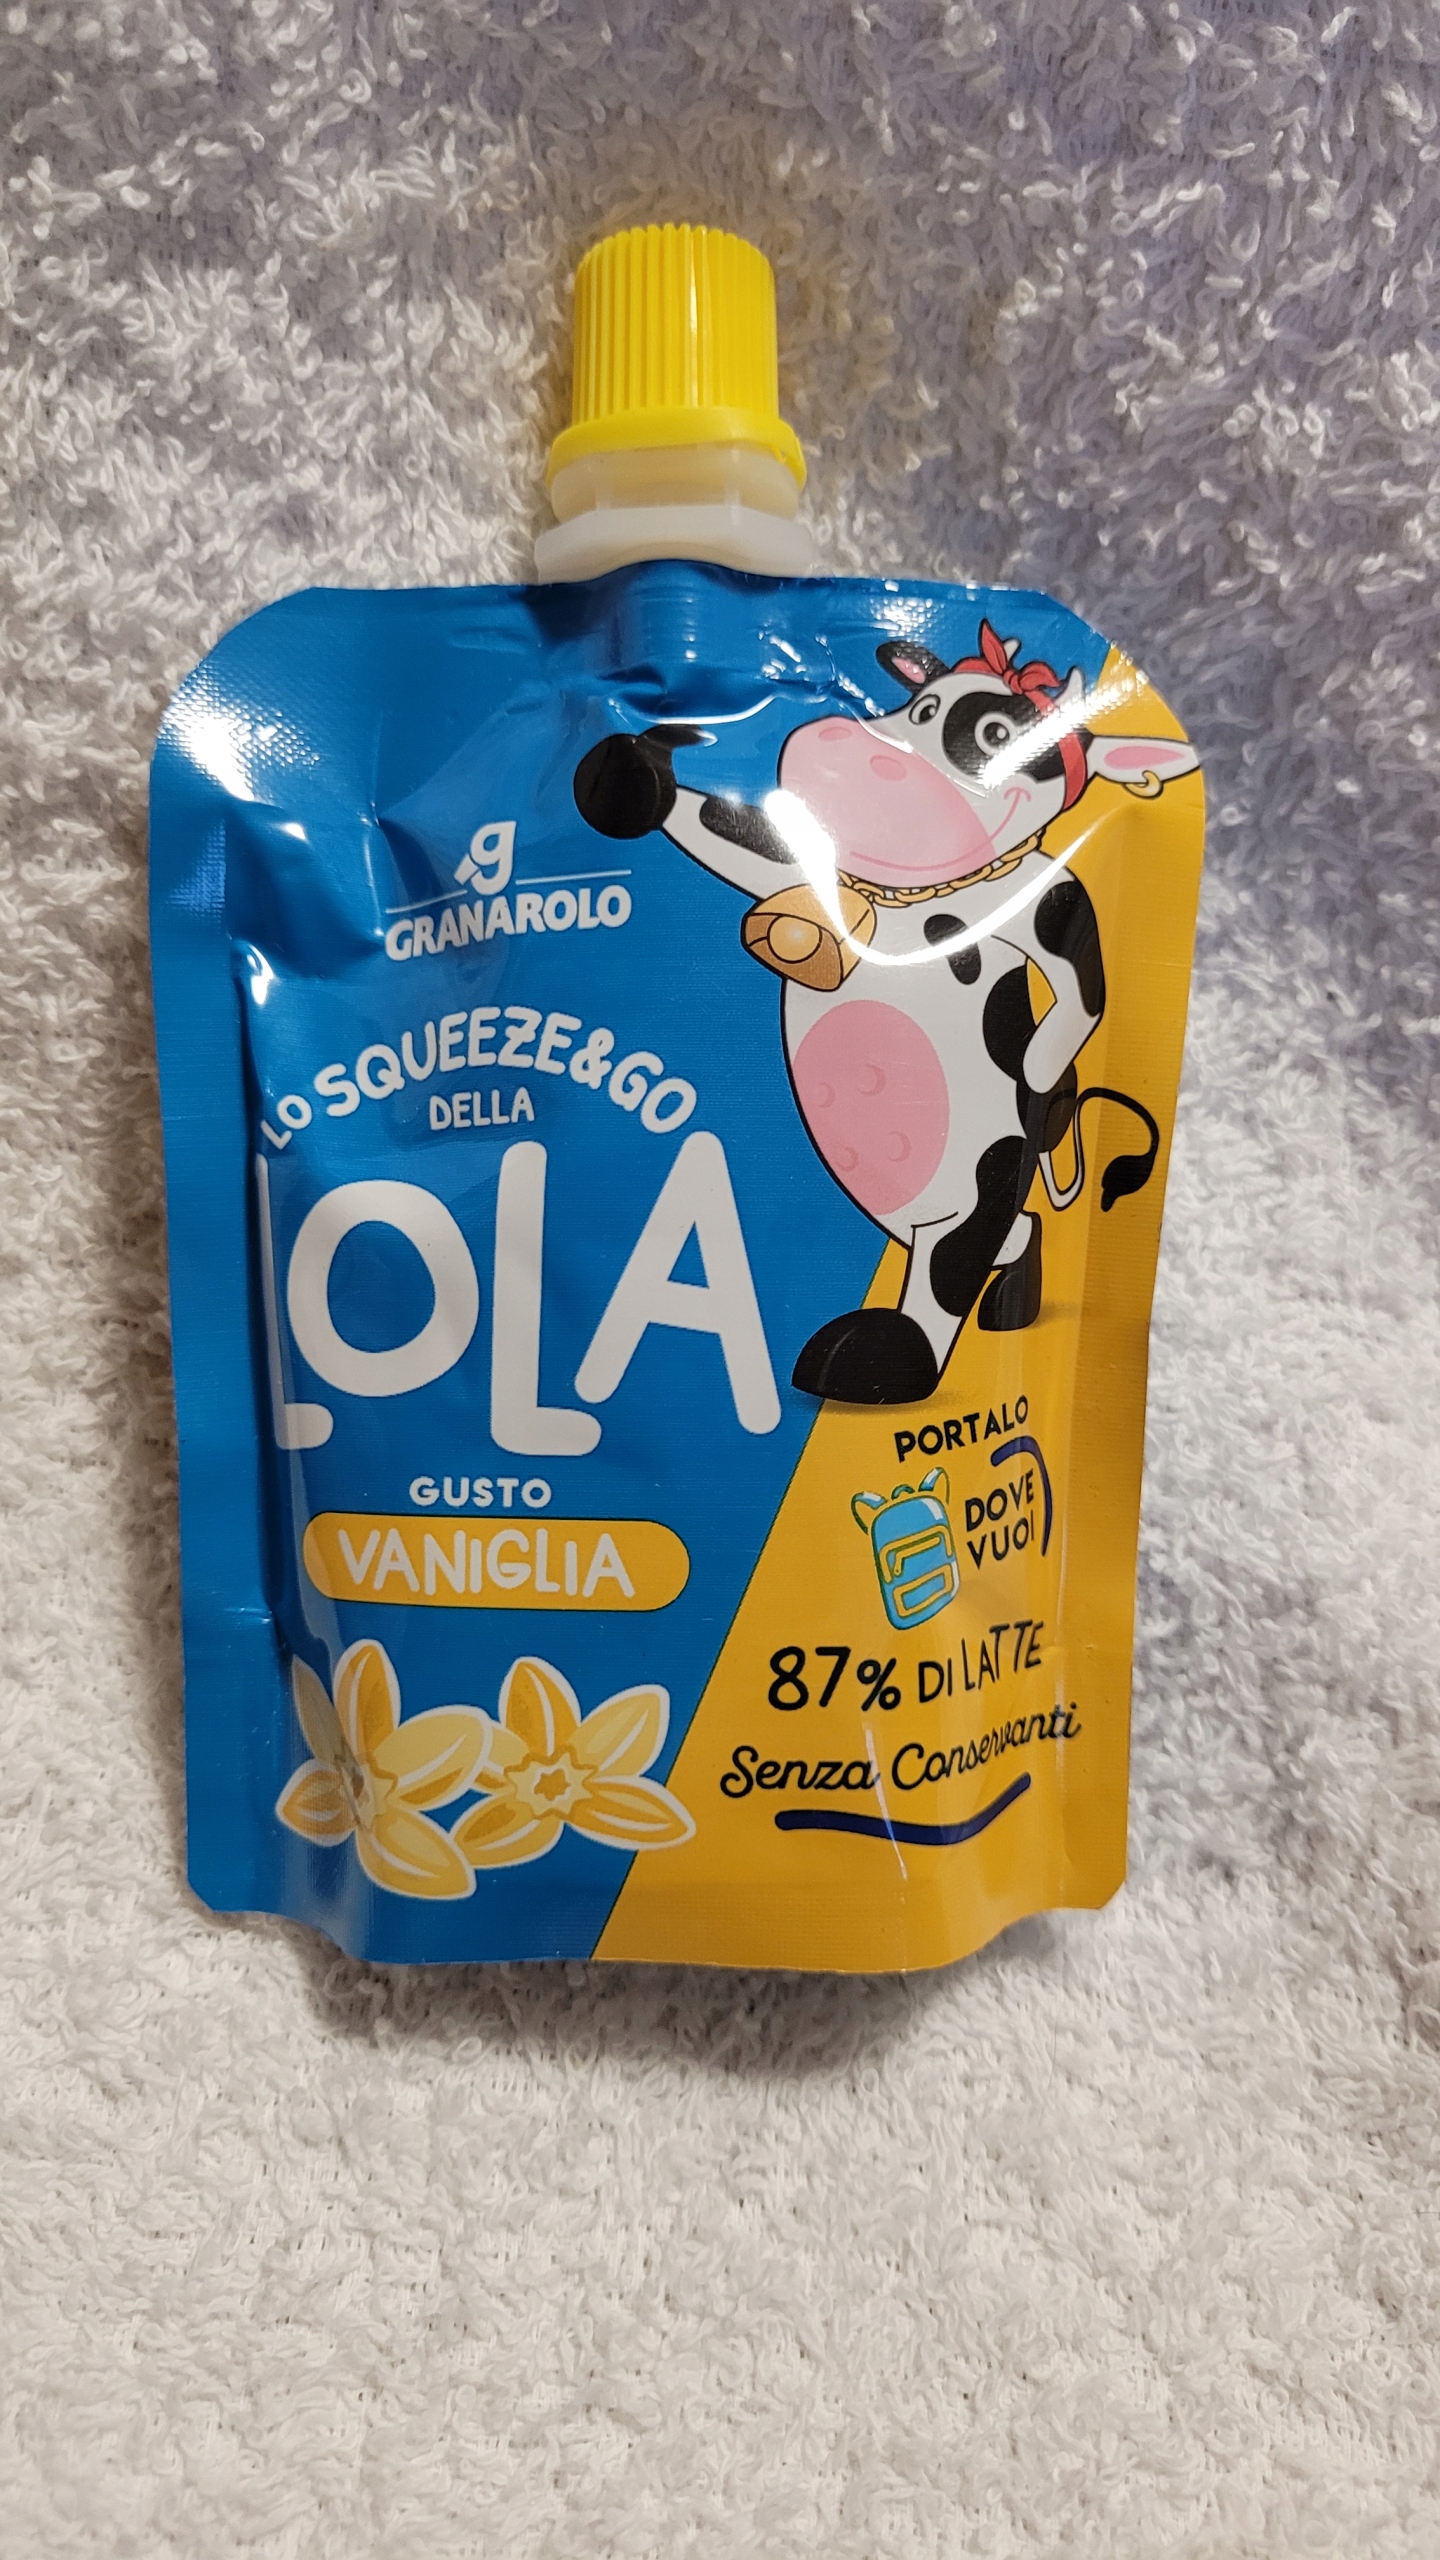 g
GRANAROLO
LO SQUEEZE&GO
DELLA
LOLA
GUSTO
VANIGLIA
PORTALO
DOVE
VUOI
87% DI LATTE
Senza Conservanti